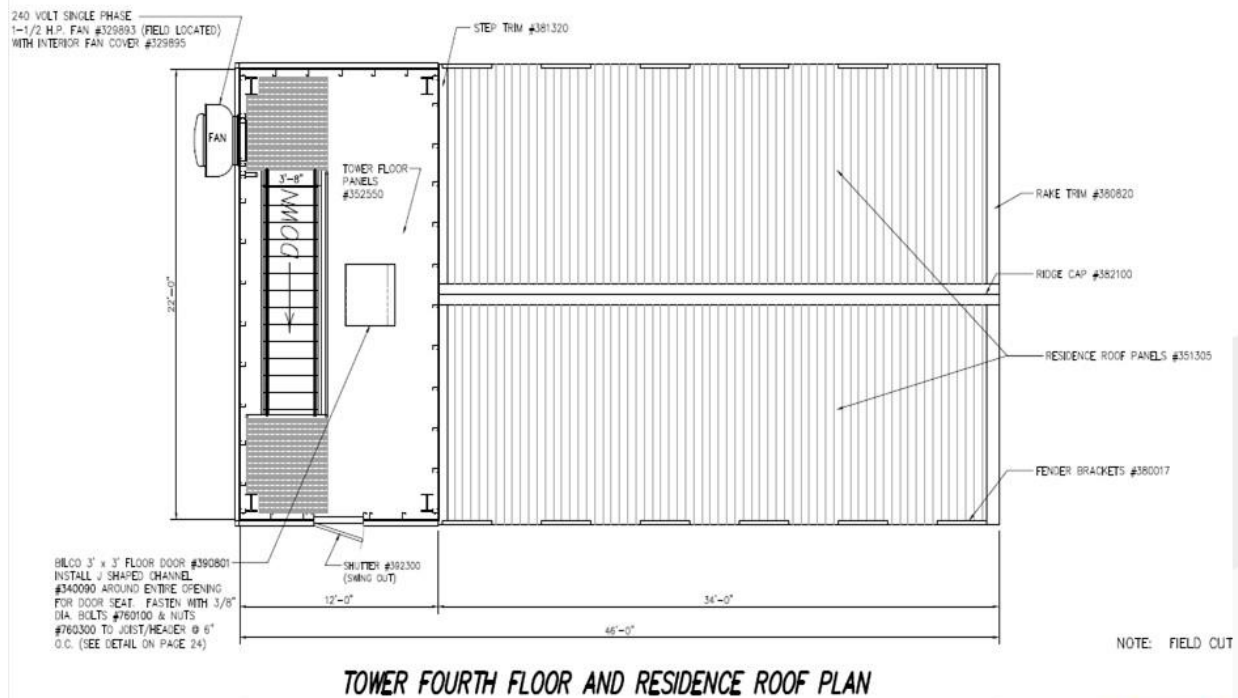 240 VOLT SINGLE PHASE
1-1/2 H.P. FAN #329893 (FIELD LOCATED)
WITH INTERIOR FAN COVER #329895
STEP TRIM #381320
FAN
3'-8"
TOWER FLOOR
PANELS
#352550
DOWN
22'-0"
RAKE TRIM #380820
RIDGE CAP #382100
RESIDENCE ROOF PANELS #351305
FENDER BRACKETS #380017
BILCO 3' x 3' FLOOR DOOR #390801
INSTALL J SHAPED CHANNEL
#340090 AROUND ENTIRE OPENING
FOR DOOR SEAT. FASTEN WITH 3/8"
DIA. BOLTS #760100 & NUTS
#760300 TO JOIST/HEADER @ 6"
O.C. (SEE DETAIL ON PAGE 24)
SHUTTER #392300
(SWING OUT)
12'-0"
34'-0"
46'-0"
NOTE: FIELD CUT
TOWER FOURTH FLOOR AND RESIDENCE ROOF PLAN